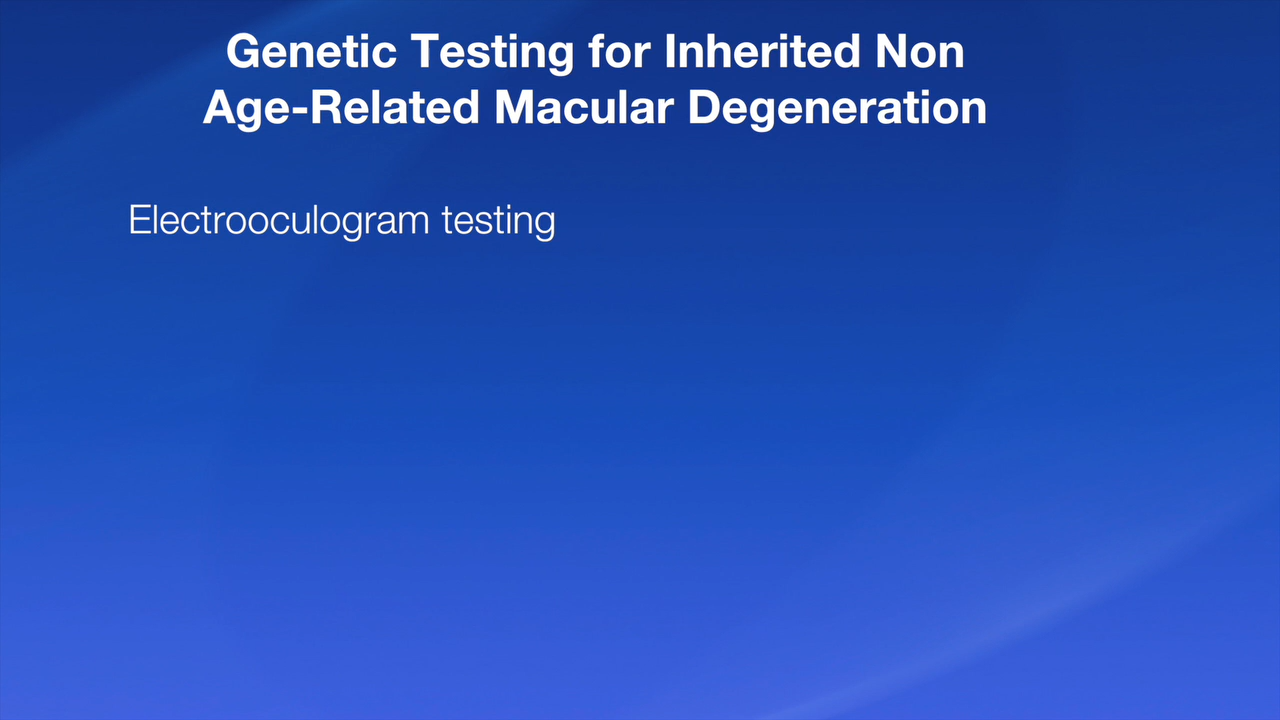 Genetic Testing for Inherited Non
Age-Related Macular Degeneration
Electrooculogram testing